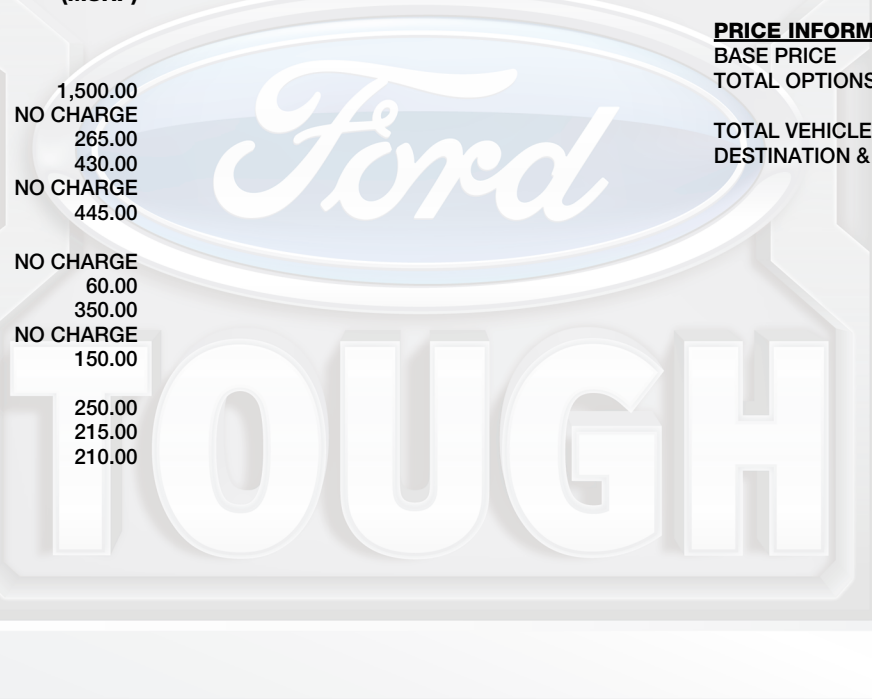 1,500.00
NO CHARGE
265.00
430.00
NO CHARGE
445.00
NO CHARGE
60.00
350.00
NO CHARGE
150.00
250.00
215.00
210.00
PRICE INFORM
BASE PRICE
TOTAL OPTIONS
TOTAL VEHICLE
DESTINATION &
Ford
TOUGH